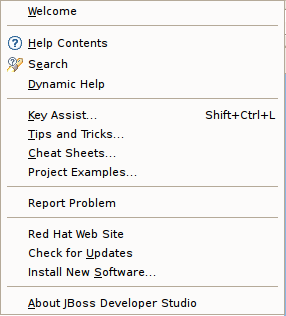 Welcome
Help Contents
Search
Dynamic Help
Key Assist... Shift+Ctrl+L
Tips and Tricks...
Cheat Sheets...
Project Examples...
Report Problem
Red Hat Web Site
Check for Updates
Install New Software...
About JBoss Developer Studio